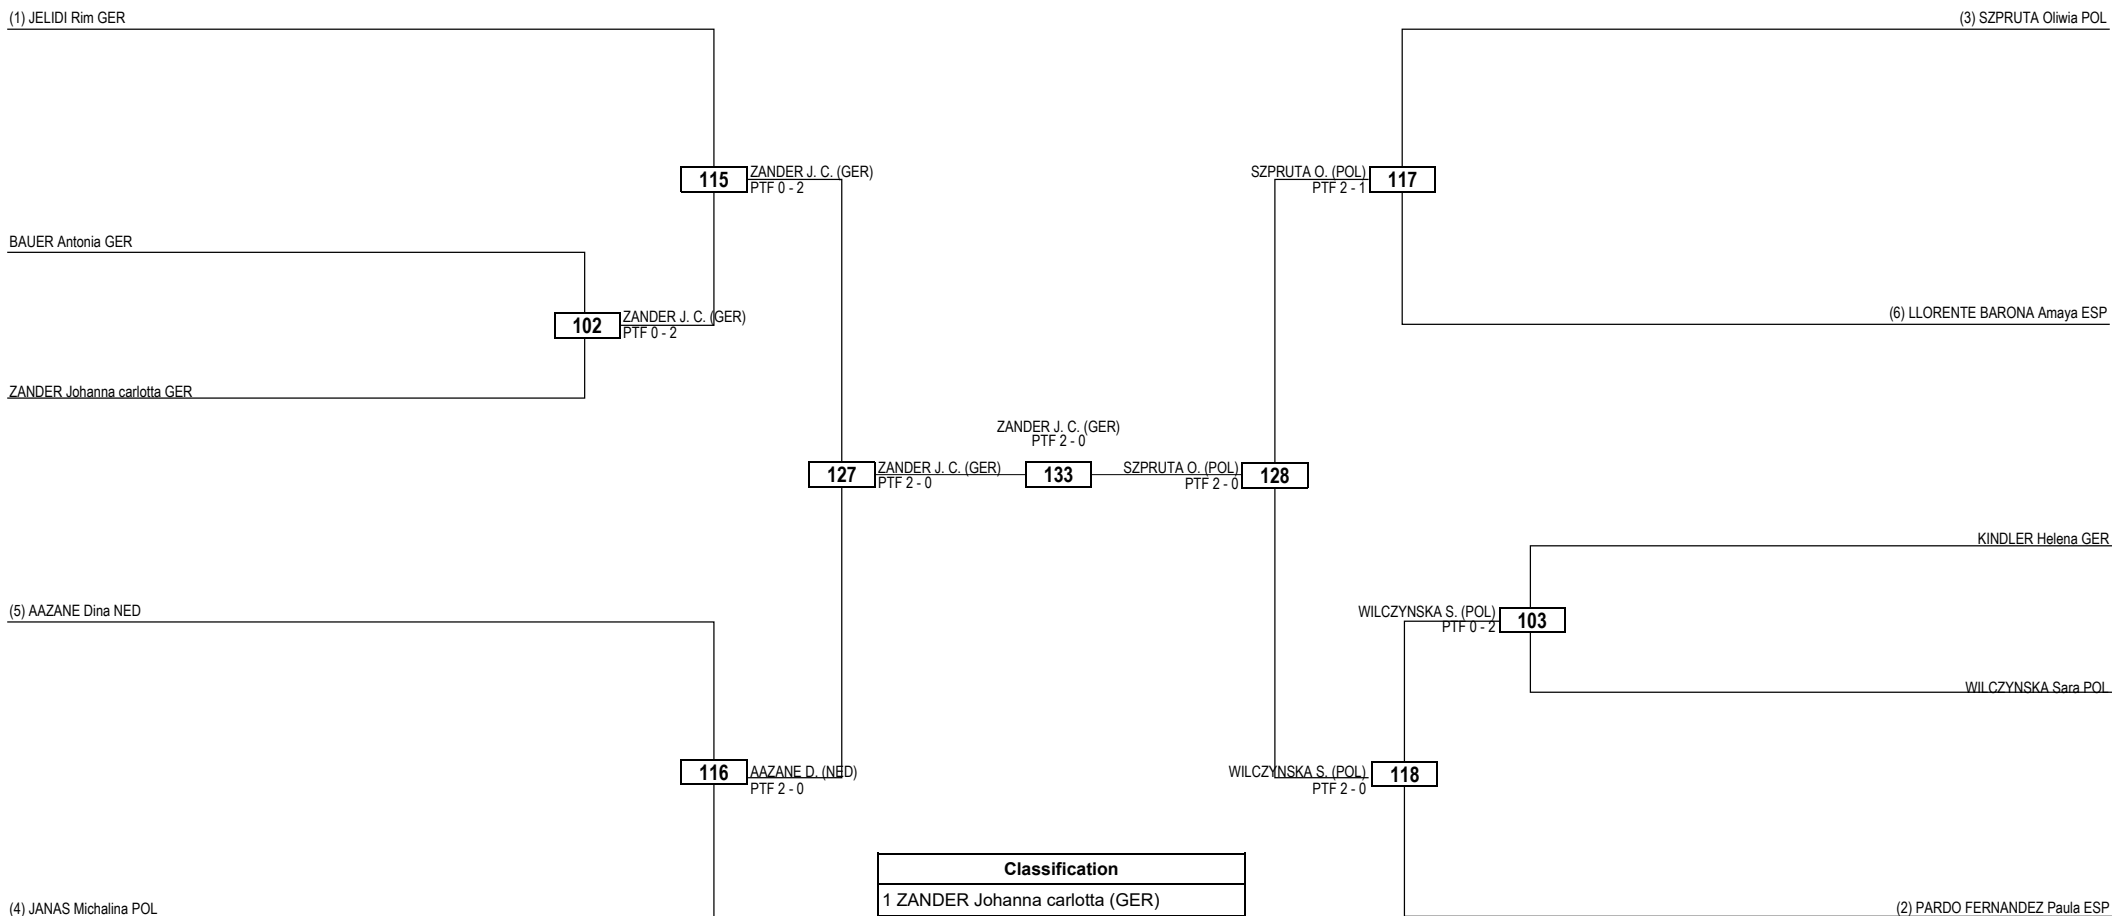 (1) JELIDI Rim GER
(3) SZPRUTA Oliwia POL
115
ZANDER J. C. (GER)
PTF 0 - 2
SZPRUTA O. (POL)
PTF 2 - 1
117
BAUER Antonia GER
102
ZANDER J. C. (GER)
PTF 0 - 2
(6) LLORENTE BARONA Amaya ESP
ZANDER Johanna carlotta GER
ZANDER J. C. (GER)
PTF 2 - 0
127
ZANDER J. C. (GER)
PTF 2 - 0
133
SZPRUTA O. (POL)
PTF 2 - 0
128
KINDLER Helena GER
(5) AAZANE Dina NED
WILCZYNSKA S. (POL)
PTF 0 - 2
103
WILCZYNSKA Sara POL
116
AAZANE D. (NED)
PTF 2 - 0
WILCZYNSKA S. (POL)
PTF 2 - 0
118
Classification
1 ZANDER Johanna carlotta (GER)
(4) JANAS Michalina POL
(2) PARDO FERNANDEZ Paula ESP